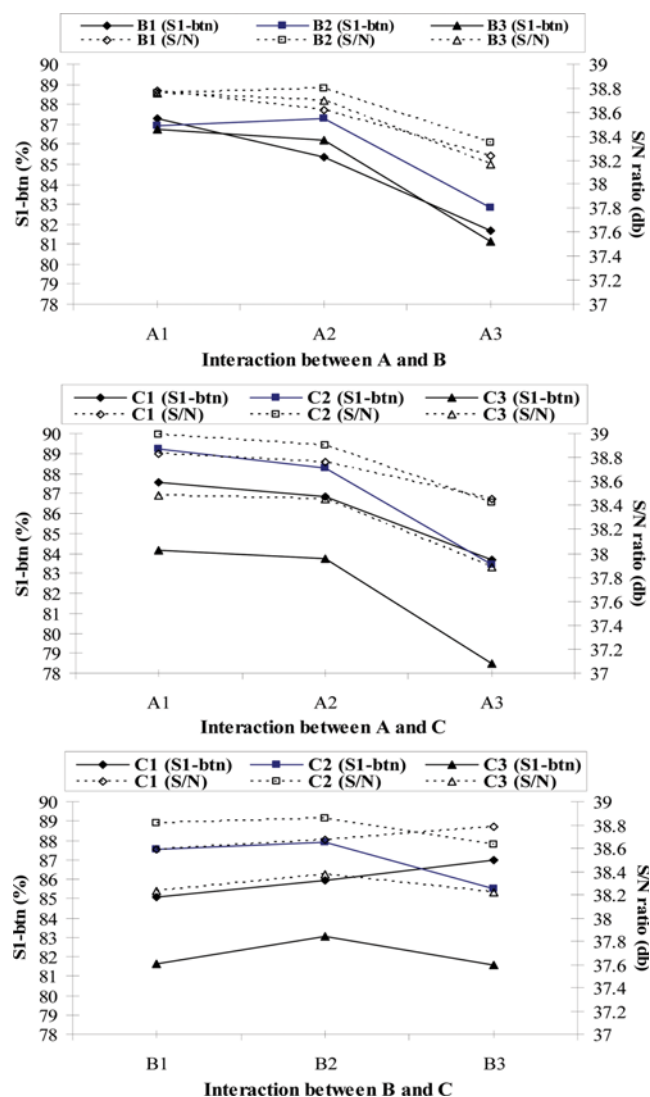 B1 (S1-btn) B2 (S1-btn) B3 (S1-btn)
B1 (S/N) B2 (S/N) B3 (S/N)
90 39
89 38.8
88 38.6
87 38.4
86
85 38.2
84 38
83 37.8
82 37.6
81 37.4
80
79 37.2
78 37
S1-btn (%)
S/N ratio (db)
A1 A2 A3
Interaction between A and B
C1 (S1-btn) C2 (S1-btn) C3 (S1-btn)
C1 (S/N) C2 (S/N) C3 (S/N)
90 39
89 38.8
88 38.6
87 38.4
86
85 38.2
84 38
83 37.8
82 37.6
81 37.4
80
79 37.2
78 37
S1-btn (%)
S/N ratio (db)
A1 A2 A3
Interaction between A and C
C1 (S1-btn) C2 (S1-btn) C3 (S1-btn)
C1 (S/N) C2 (S/N) C3 (S/N)
90 39
89 38.8
88 38.6
87 38.4
86
85 38.2
84 38
83 37.8
82 37.6
81 37.4
80
79 37.2
78 37
S1-btn (%)
S/N ratio (db)
B1 B2 B3
Interaction between B and C